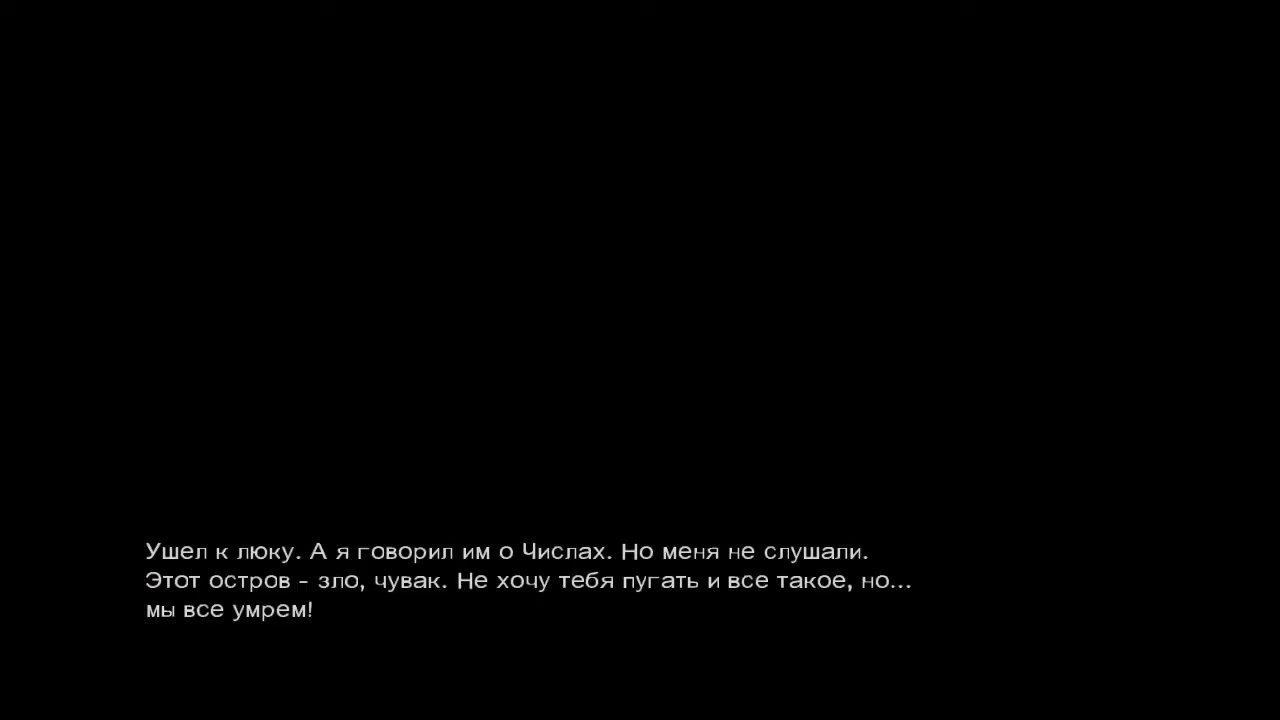 Ушел к люку. А я говорил им о Числах. Но меня не слушали.
Этот остров - зло, чувак. Не хочу тебя пугать и все такое, но...
мы все умрем!